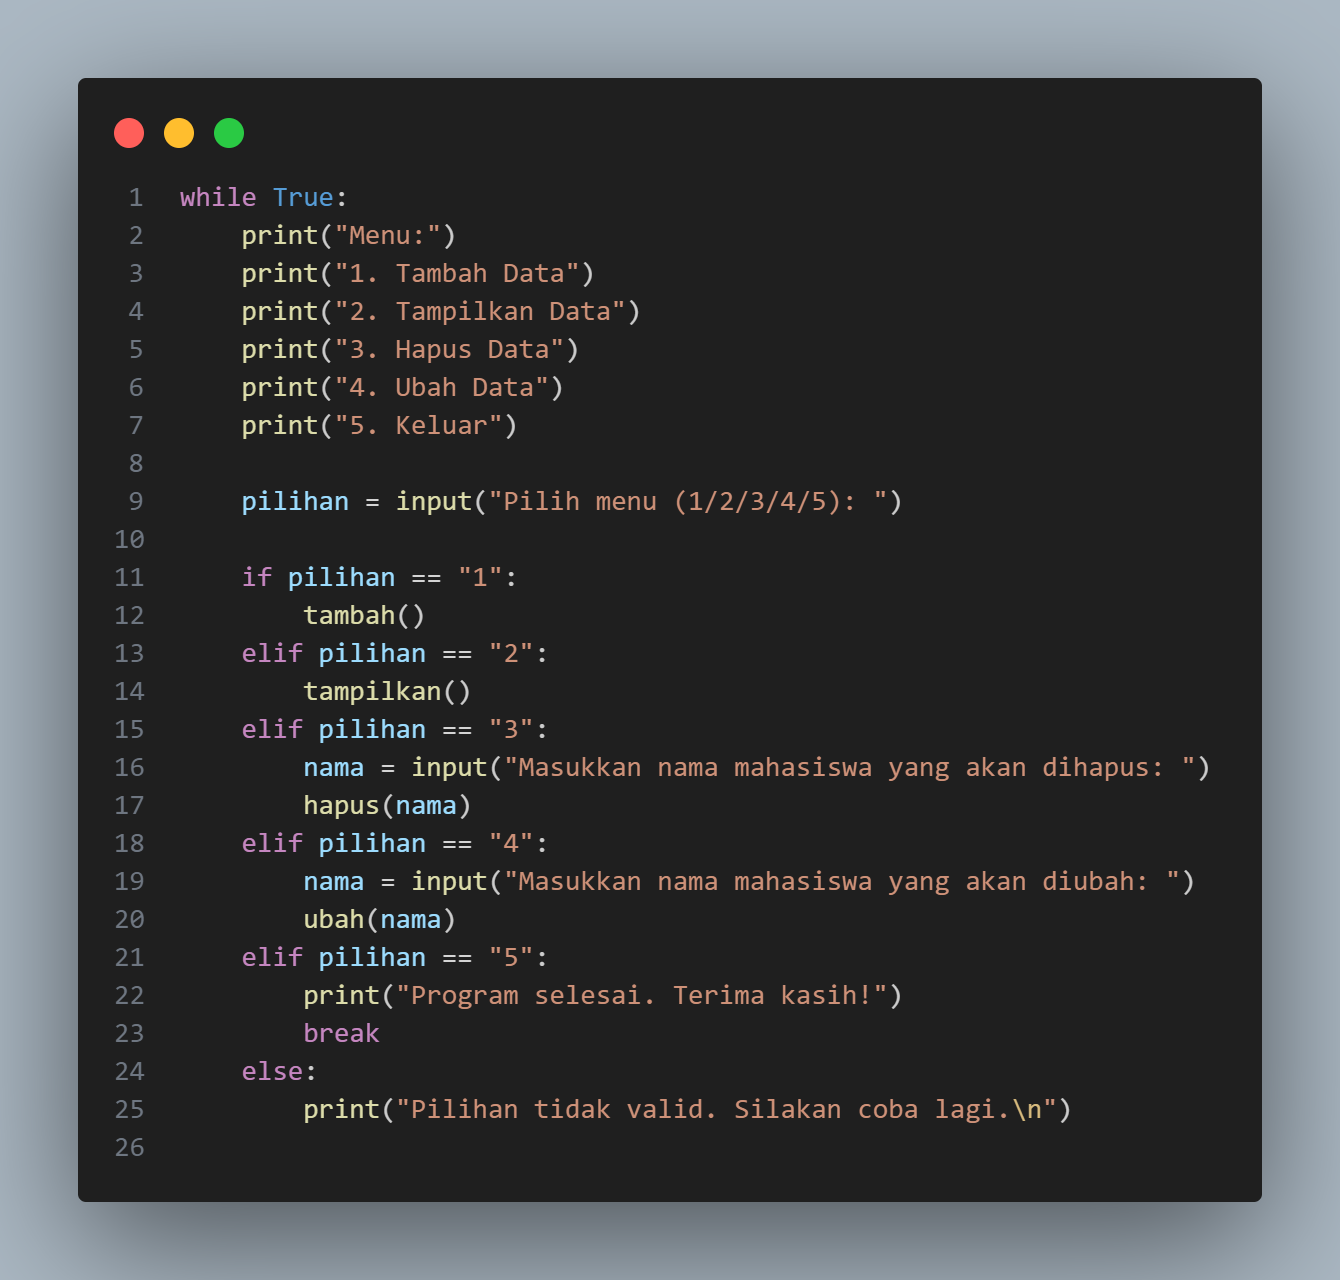 1 while True:
2     print("Menu:")
3     print("1. Tambah Data")
4     print("2. Tampilkan Data")
5     print("3. Hapus Data")
6     print("4. Ubah Data")
7     print("5. Keluar")
8
9     pilihan = input("Pilih menu (1/2/3/4/5): ")
10
11     if pilihan == "1":
12         tambah()
13     elif pilihan == "2":
14         tampilkan()
15     elif pilihan == "3":
16         nama = input("Masukkan nama mahasiswa yang akan dihapus: ")
17         hapus(nama)
18     elif pilihan == "4":
19         nama = input("Masukkan nama mahasiswa yang akan diubah: ")
20         ubah(nama)
21     elif pilihan == "5":
22         print("Program selesai. Terima kasih!")
23         break
24     else:
25         print("Pilihan tidak valid. Silakan coba lagi.\n")
26